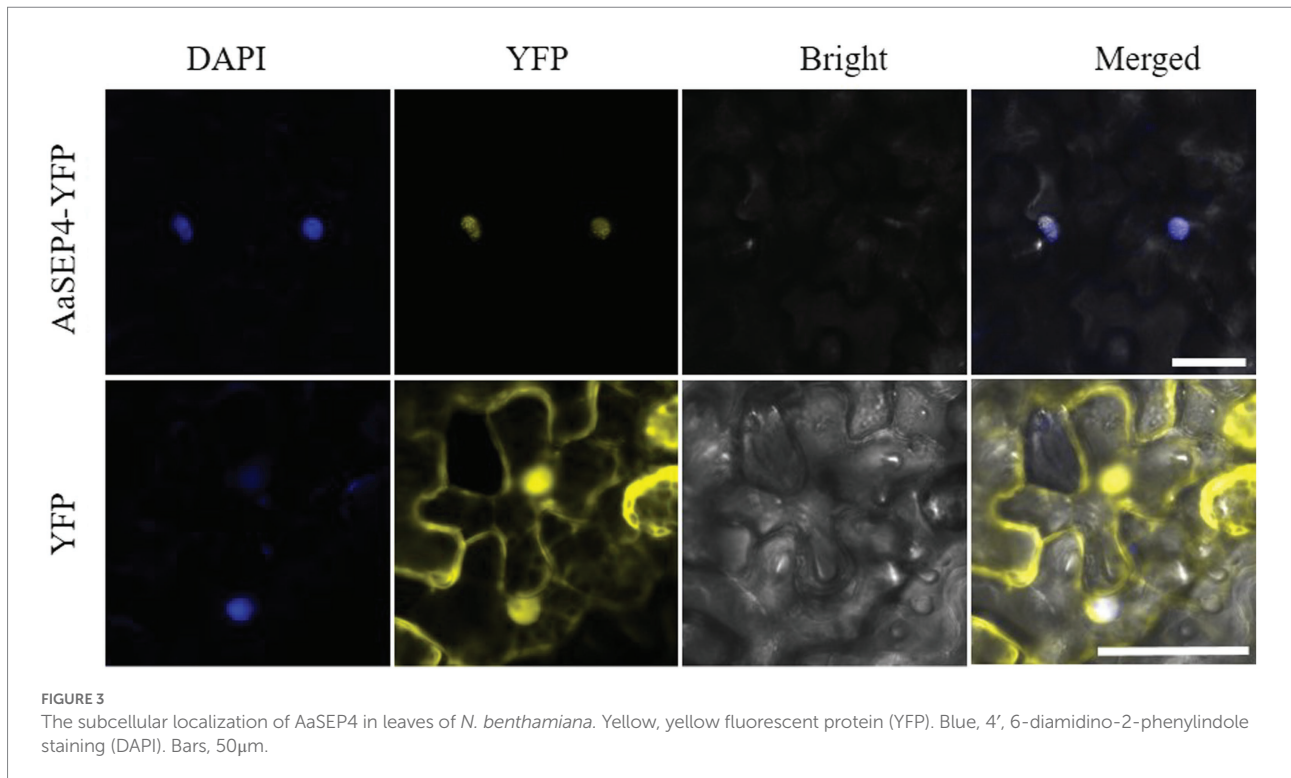 DAPI YFP Bright Merged
AaSEP4-YFP
YFP
FIGURE 3
The subcellular localization of AaSEP4 in leaves of N. benthamiana. Yellow, yellow fluorescent protein (YFP). Blue, 4′, 6-diamidino-2-phenylindole
staining (DAPI). Bars, 50μm.